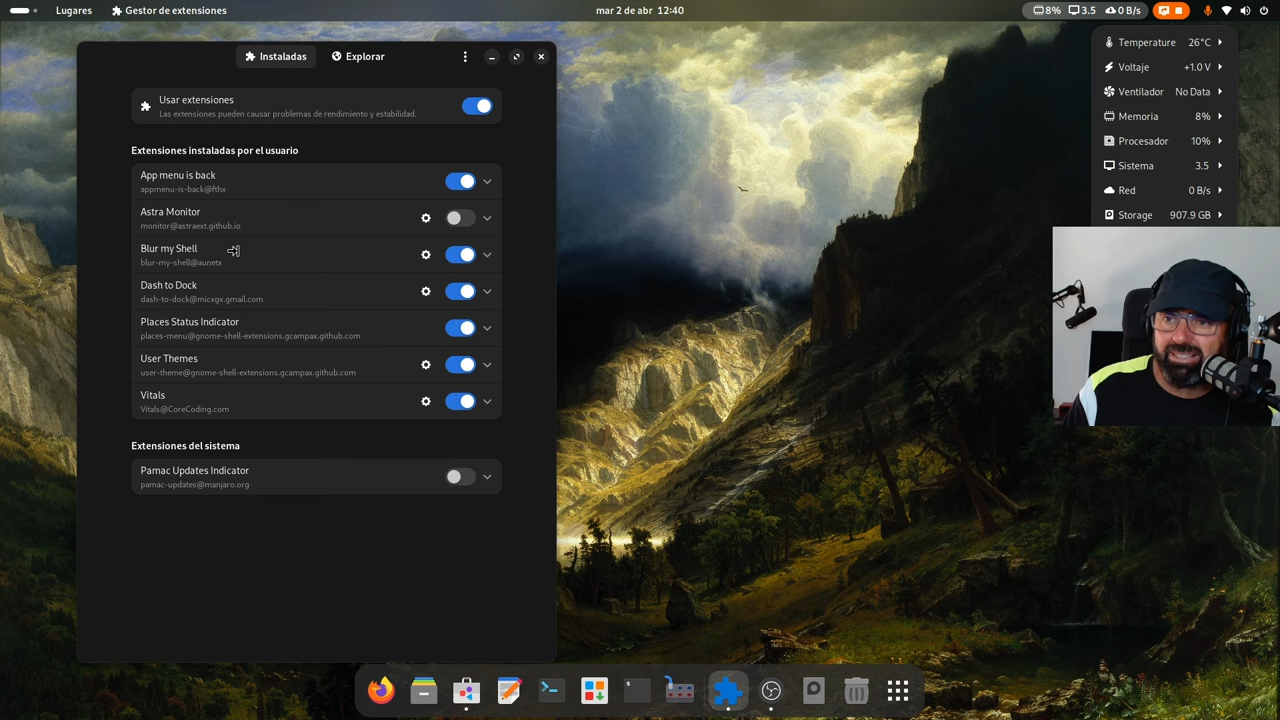 Lugares
Gestor de extensiones
mar 2 de abr 12:40
8%
3.5
0 B/s
Instaladas
Explorar
Usar extensiones
Las extensiones pueden causar problemas de rendimiento y estabilidad.
Extensiones instaladas por el usuario
App menu is back
appmenu-is-back@fthx
Astra Monitor
monitor@astraext.github.io
Blur my Shell
blur-my-shell@aunetx
Dash to Dock
dash-to-dock@micxgx.gmail.com
Places Status Indicator
places-menu@gnome-shell-extensions.gcampax.github.com
User Themes
user-theme@gnome-shell-extensions.gcampax.github.com
Vitals
Vitals@CoreCoding.com
Extensiones del sistema
Pamac Updates Indicator
pamac-updates@manjaro.org
Temperature 26°C
Voltaje +1.0 V
Ventilador No Data
Memoria 8%
Procesador 10%
Sistema 3.5
Red 0 B/s
Storage 907.9 GB